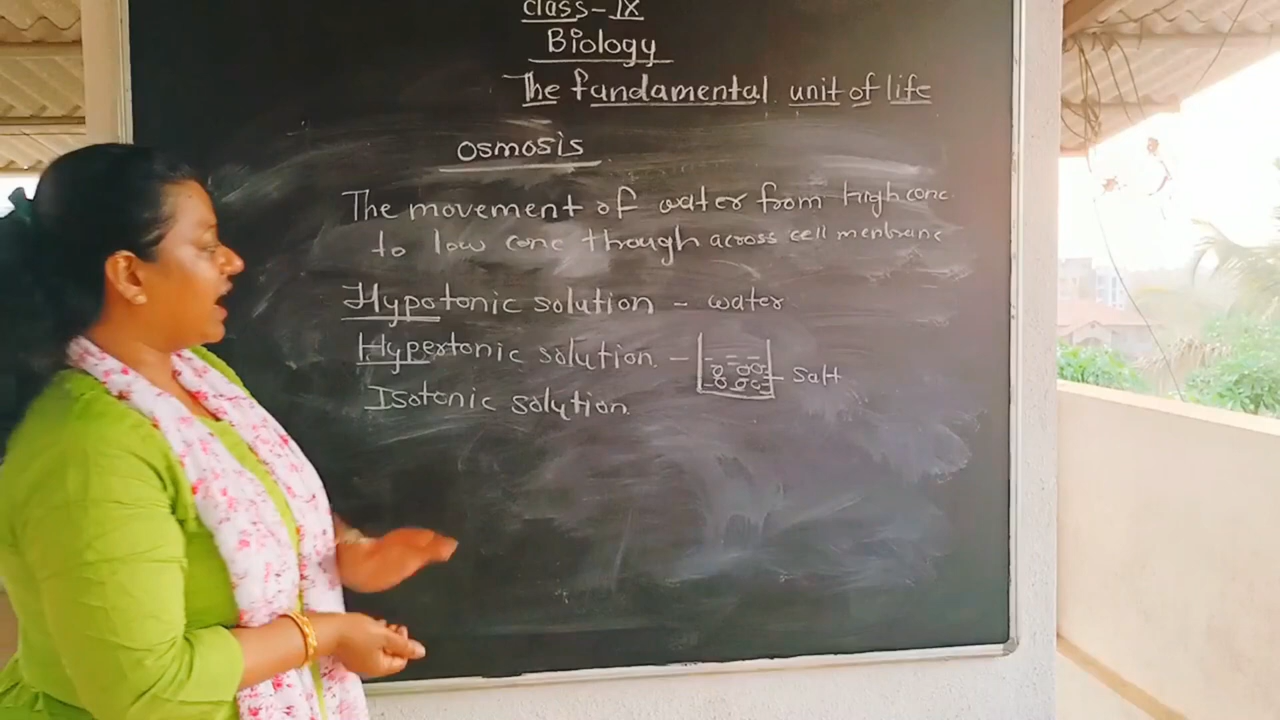 class-IX
Biology
The fundamental unit of life
osmosis
The movement of water from high conc
to low conc though across cell menbrane
Hypotonic solution - water
Hypertonic solution - Salt
Isotonic solution.